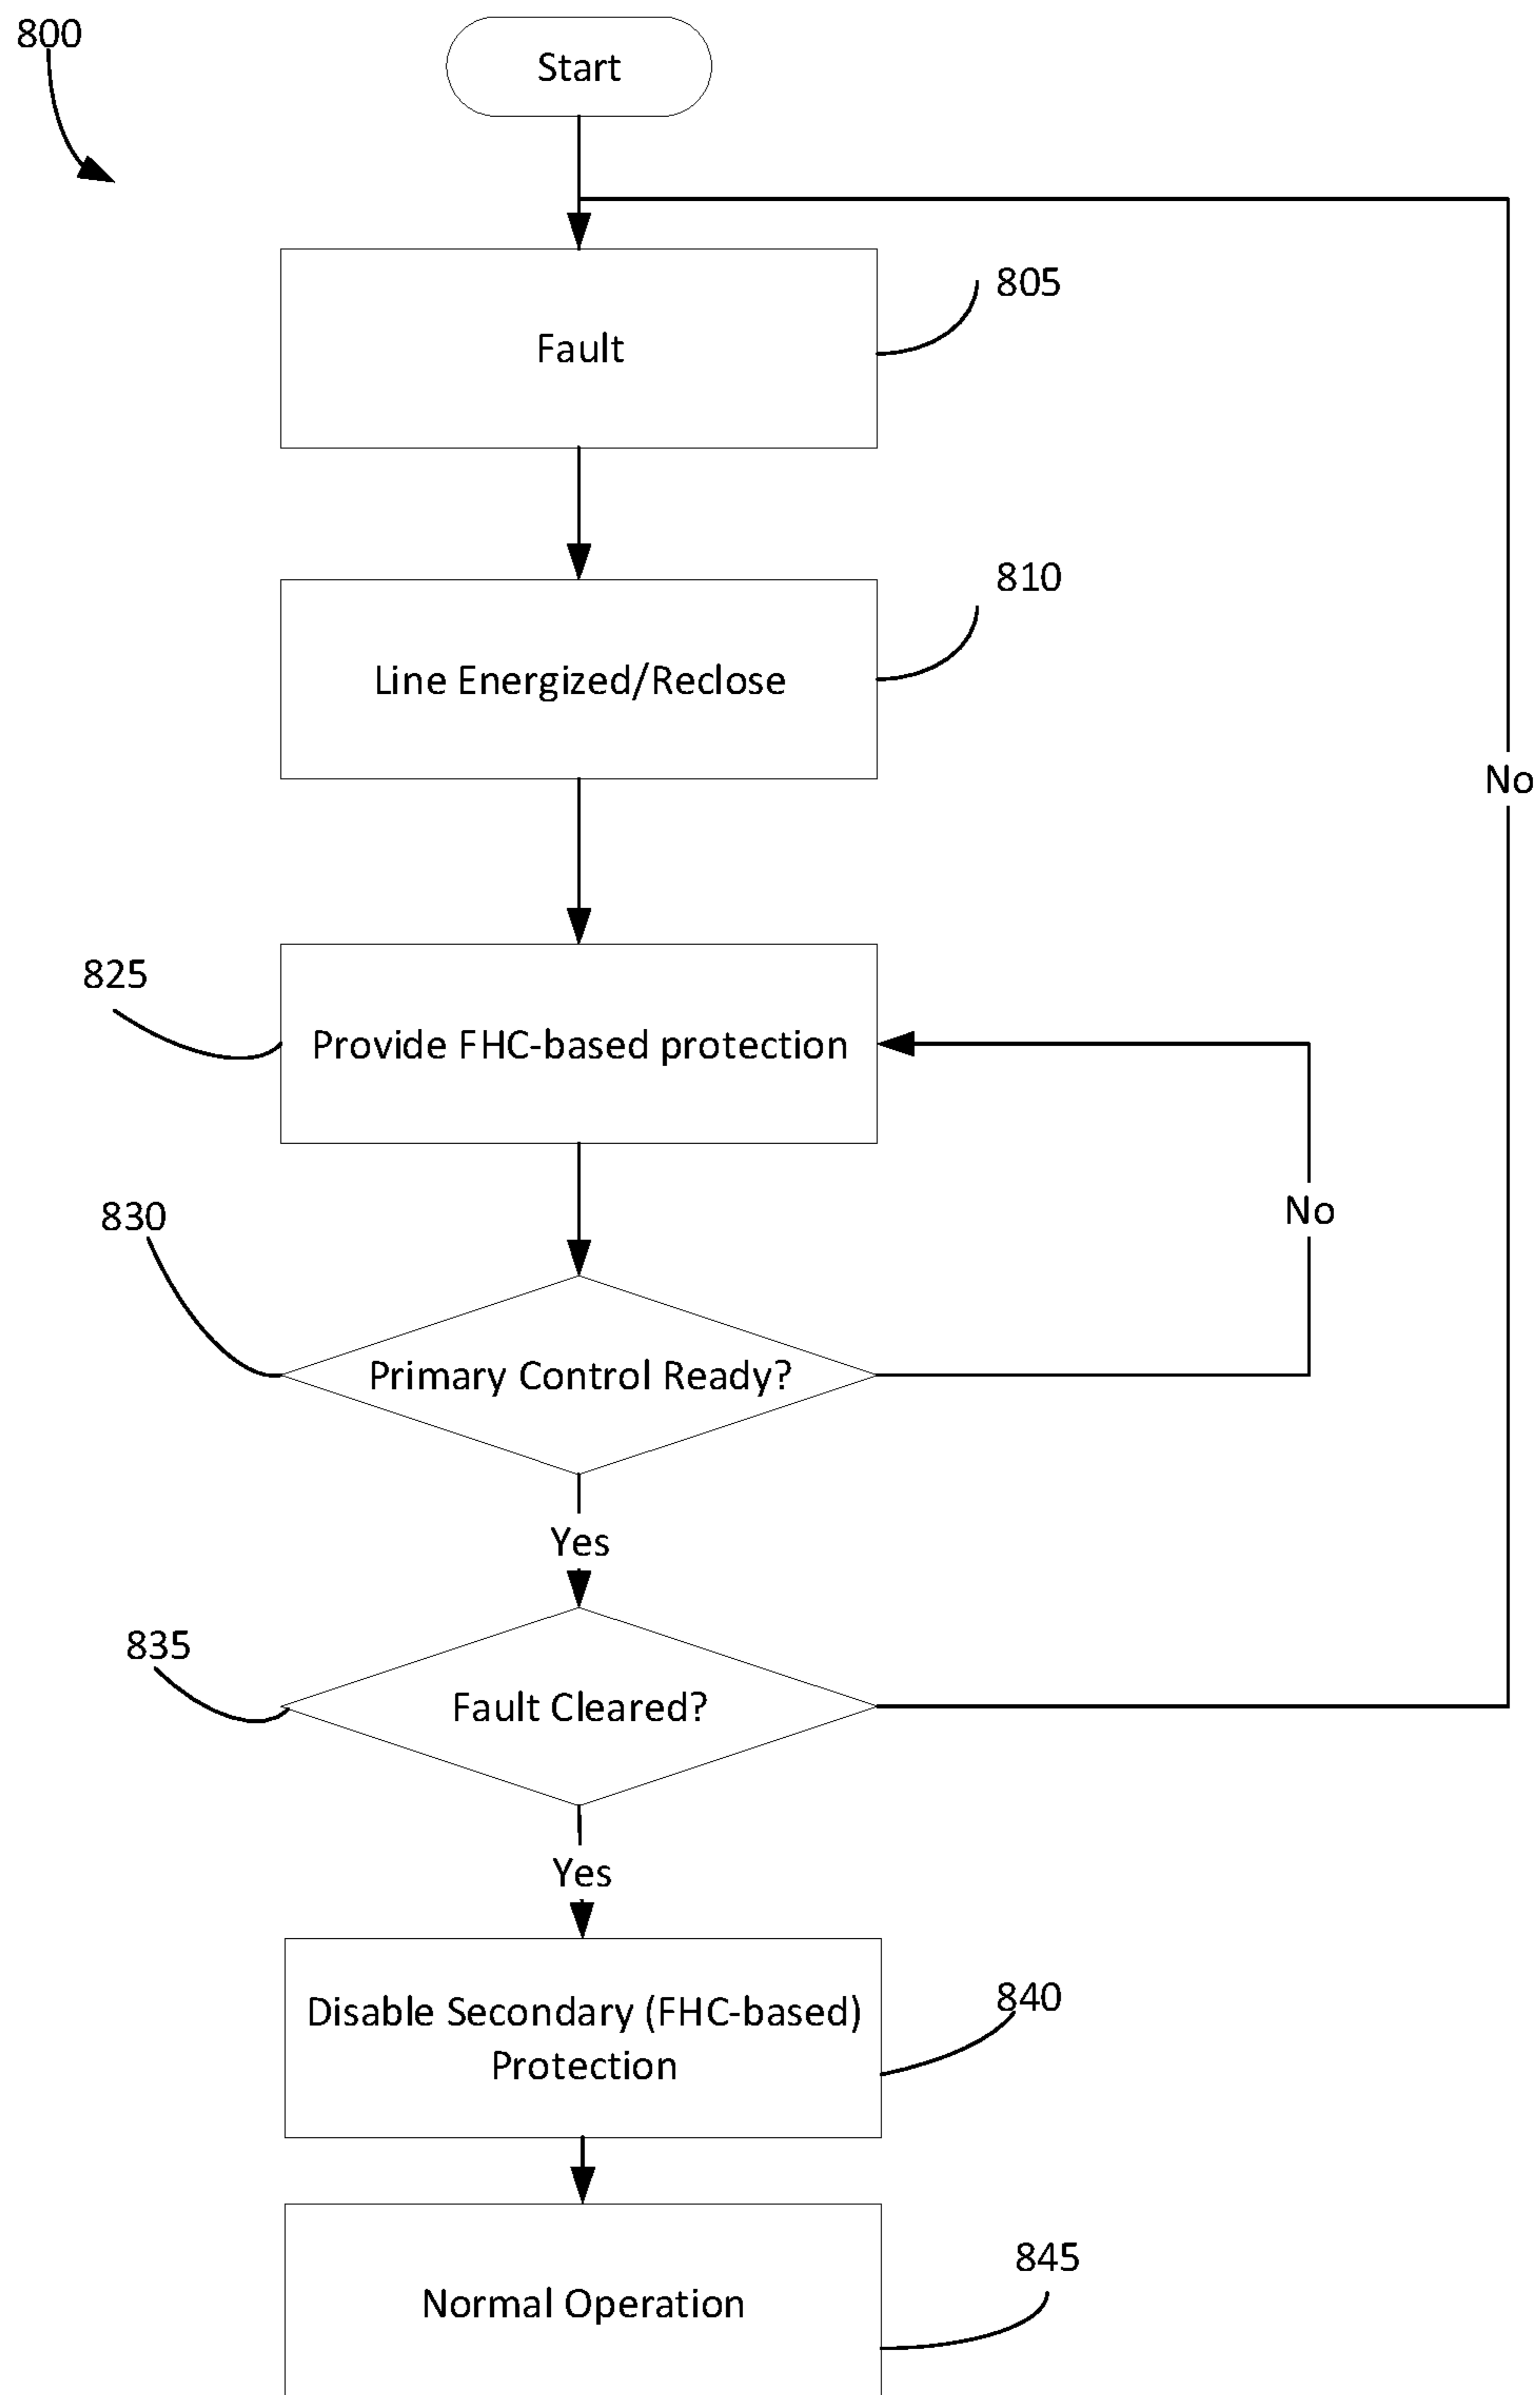 800
Start
805
Fault
810
Line Energized/Reclose
No
825
Provide FHC-based protection
830
No
Primary Control Ready?
Yes
835
Fault Cleared?
Yes
840
Disable Secondary (FHC-based)
Protection
845
Normal Operation